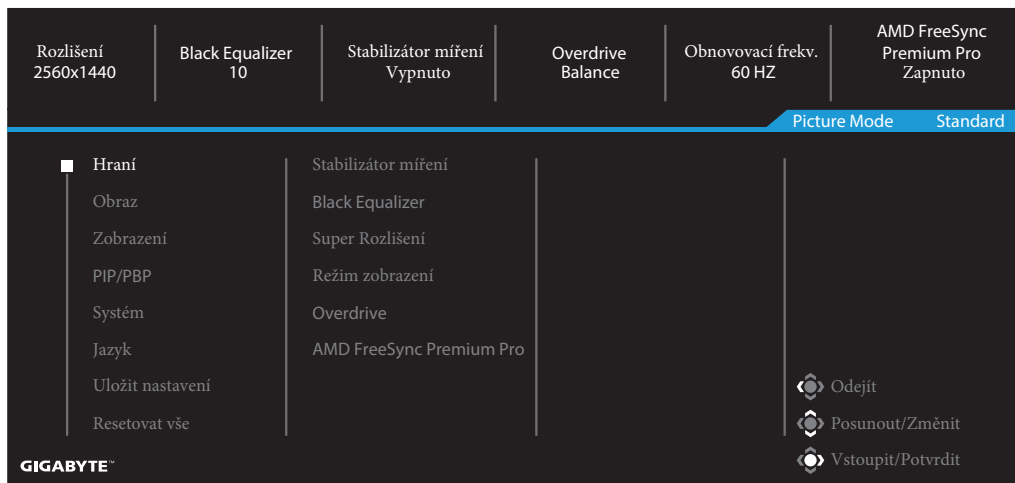 Rozlišení
2560x1440
Black Equalizer
10
Stabilizátor míření
Vypnuto
Overdrive
Balance
Obnovovací frekv.
60 HZ
AMD FreeSync
Premium Pro
Zapnuto
Picture Mode Standard
Hraní
Obraz
Zobrazení
PIP/PBP
Systém
Jazyk
Uložit nastavení
Resetovat vše
Stabilizátor míření
Black Equalizer
Super Rozlišení
Režim zobrazení
Overdrive
AMD FreeSync Premium Pro
Odejít
Posunout/Změnit
Vstoupit/Potvrdit
GIGABYTE™